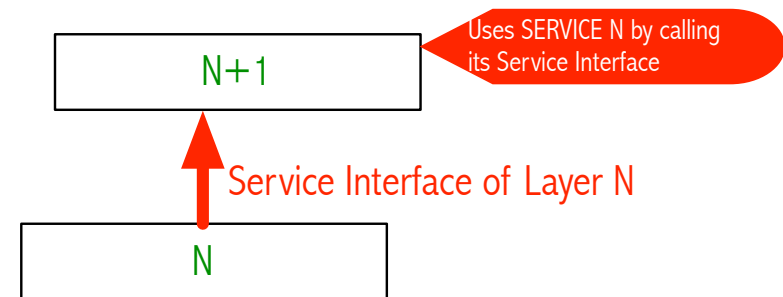 Uses SERVICE N by calling
its Service Interface
N+1
Service Interface of Layer N
N